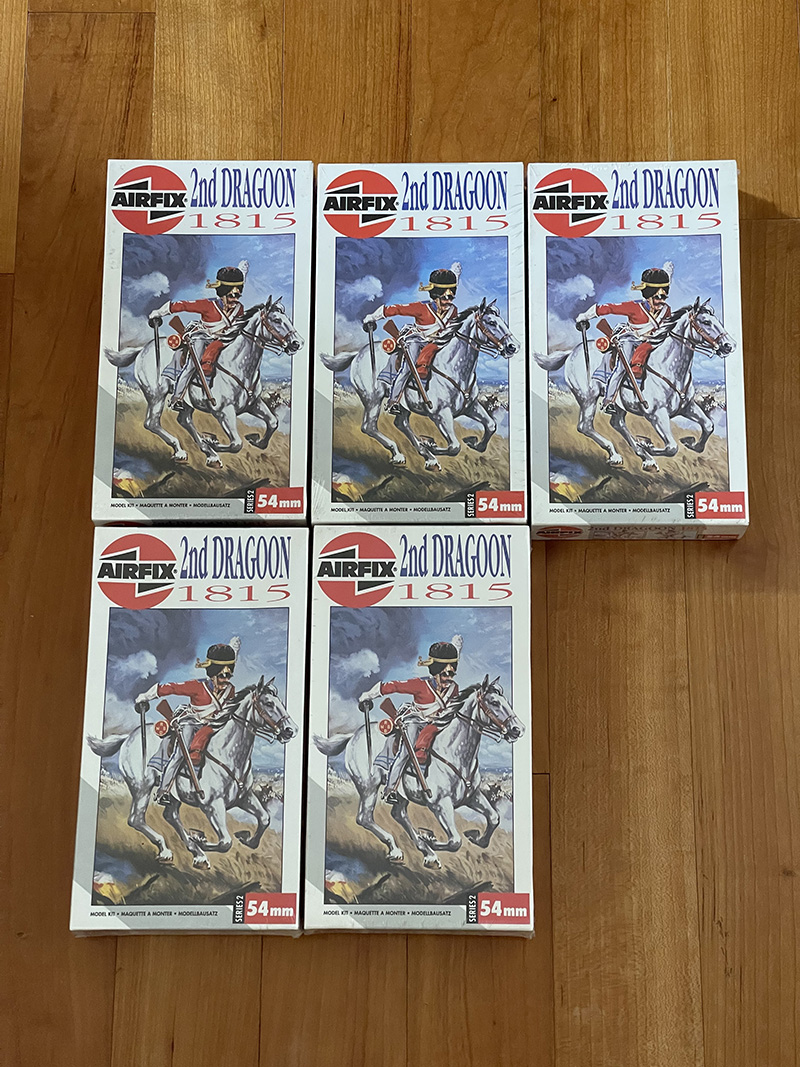 AIRFIX®
2nd DRAGOON
1815
MODEL KIT • MAQUETTE A MONTER • MODELLBAUSATZ
SERIES 2
54mm
AIRFIX®
2nd DRAGOON
1815
MODEL KIT • MAQUETTE A MONTER • MODELLBAUSATZ
SERIES 2
54mm
AIRFIX®
2nd DRAGOON
1815
MODEL KIT • MAQUETTE A MONTER • MODELLBAUSATZ
SERIES 2
54mm
AIRFIX
2nd DRAGOON
AIRFIX®
2nd DRAGOON
1815
MODEL KIT • MAQUETTE A MONTER • MODELLBAUSATZ
SERIES 2
54mm
AIRFIX®
2nd DRAGOON
1815
MODEL KIT • MAQUETTE A MONTER • MODELLBAUSATZ
SERIES 2
54mm